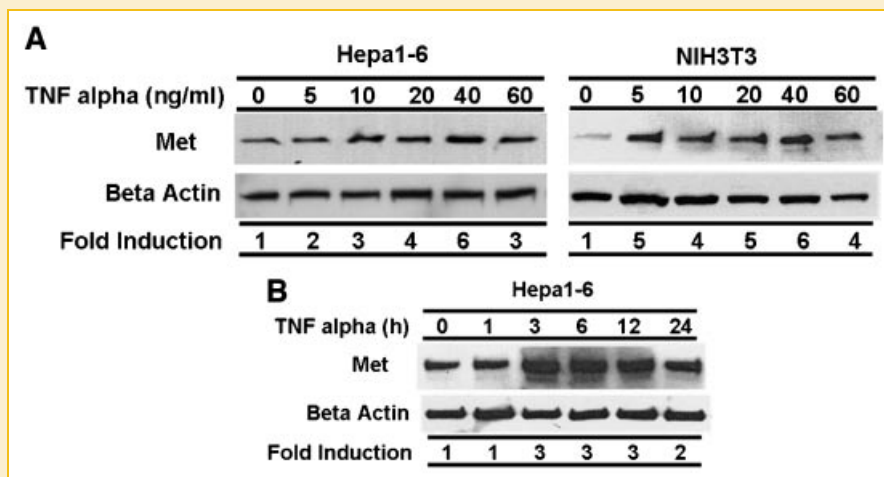 A
Hepa1-6 NIH3T3
TNF alpha (ng/ml) 0 5 10 20 40 60 0 5 10 20 40 60
Met
Beta Actin
Fold Induction 1 2 3 4 6 3 1 5 4 5 6 4
B
Hepa1-6
TNF alpha (h) 0 1 3 6 12 24
Met
Beta Actin
Fold Induction 1 1 3 3 3 2